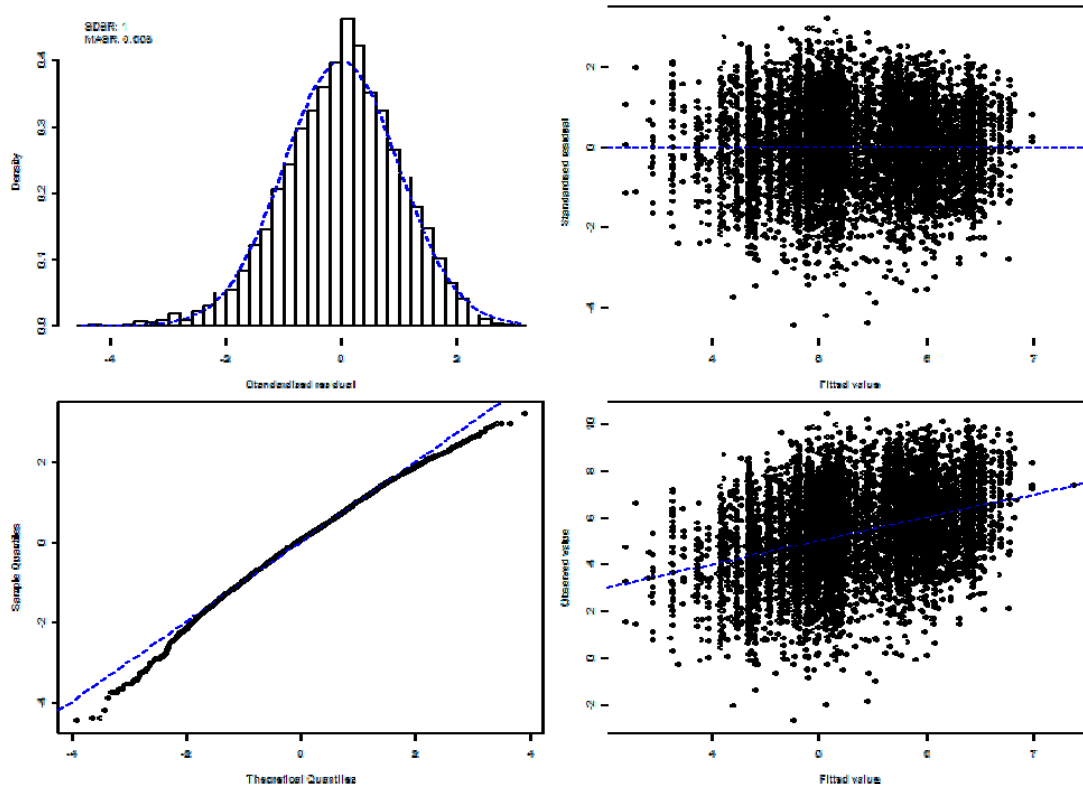 SDSR: 1
MASR: 0.
Density
0.0 0.1 0.2 0.3 0.4
-4 -2 0 2
Standardised residual
Standardised residual
-4 -2 0 2
4 5 6 7
Fitted value
Sample Quantiles
-4 -2 0 2
-4 -2 0 2 4
Theoretical Quantiles
Observed value
-2 0 2 4 6 8 10
4 5 6 7
Fitted value